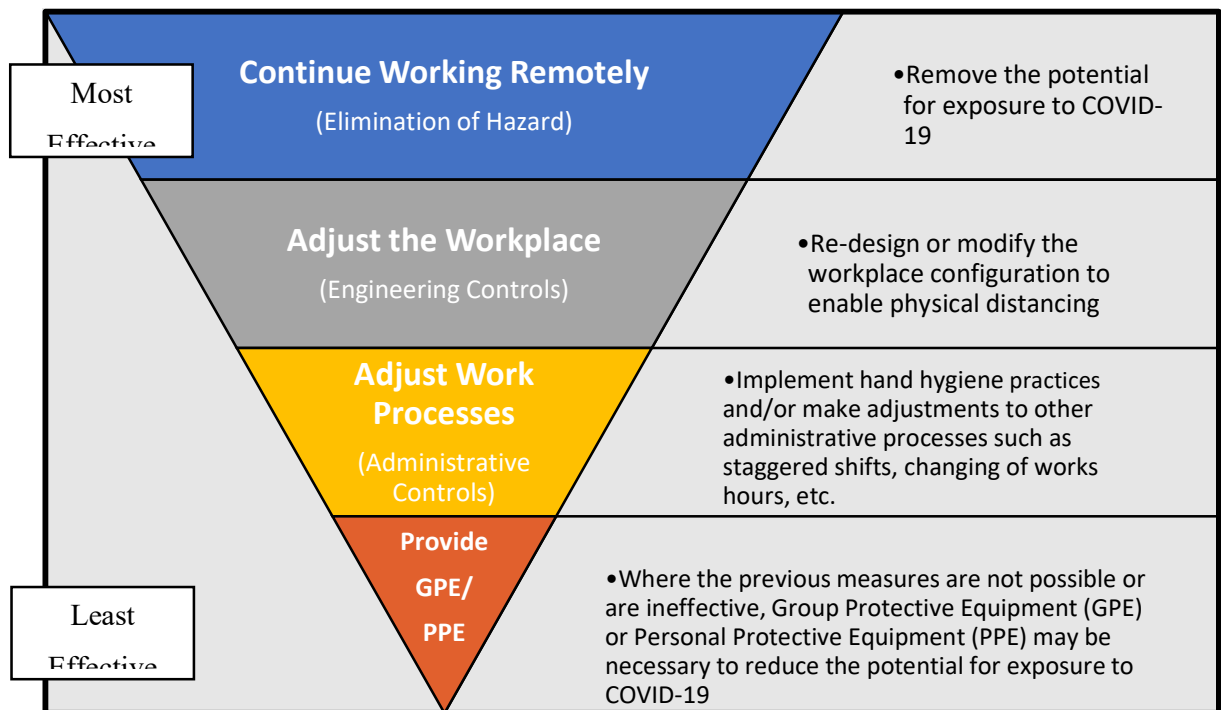 Most
Effective
Continue Working Remotely
(Elimination of Hazard)
•Remove the potential
for exposure to COVID-
19
Adjust the Workplace
(Engineering Controls)
•Re-design or modify the
workplace configuration to
enable physical distancing
Adjust Work
Processes
(Administrative
Controls)
•Implement hand hygiene practices
and/or make adjustments to other
administrative processes such as
staggered shifts, changing of works
hours, etc.
Provide
GPE/
PPE
•Where the previous measures are not possible or
are ineffective, Group Protective Equipment (GPE)
or Personal Protective Equipment (PPE) may be
necessary to reduce the potential for exposure to
COVID-19
Least
Effective